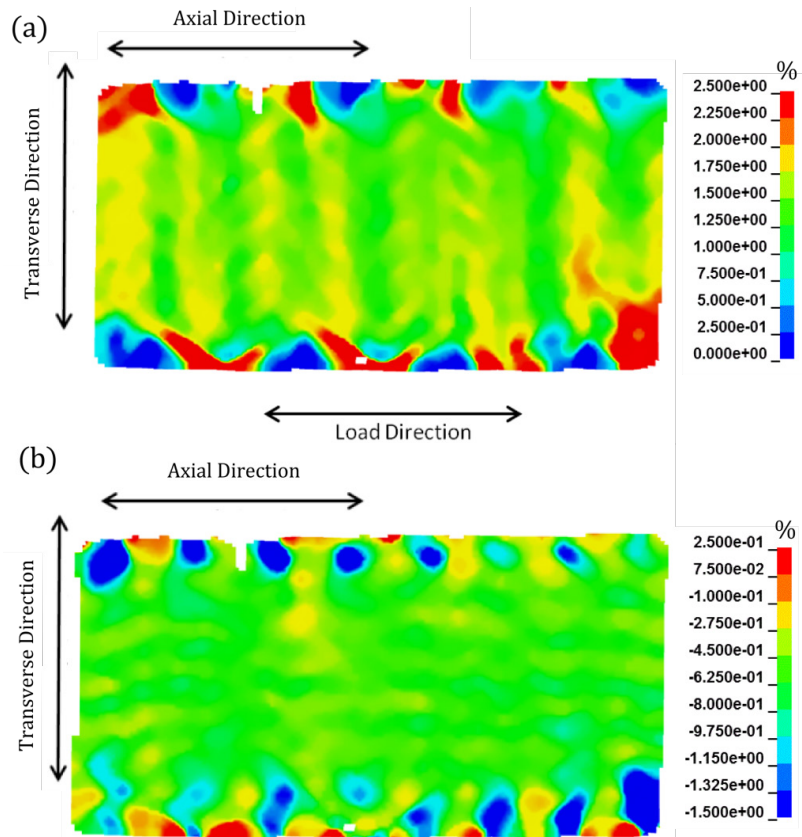 (a)
Axial Direction
Transverse Direction
%
2.500e+00
2.250e+00
2.000e+00
1.750e+00
1.500e+00
1.250e+00
1.000e+00
7.500e-01
5.000e-01
2.500e-01
0.000e+00
Load Direction
(b)
Axial Direction
Transverse Direction
%
2.500e-01
7.500e-02
-1.000e-01
-2.750e-01
-4.500e-01
-6.250e-01
-8.000e-01
-9.750e-01
-1.150e+00
-1.325e+00
-1.500e+00